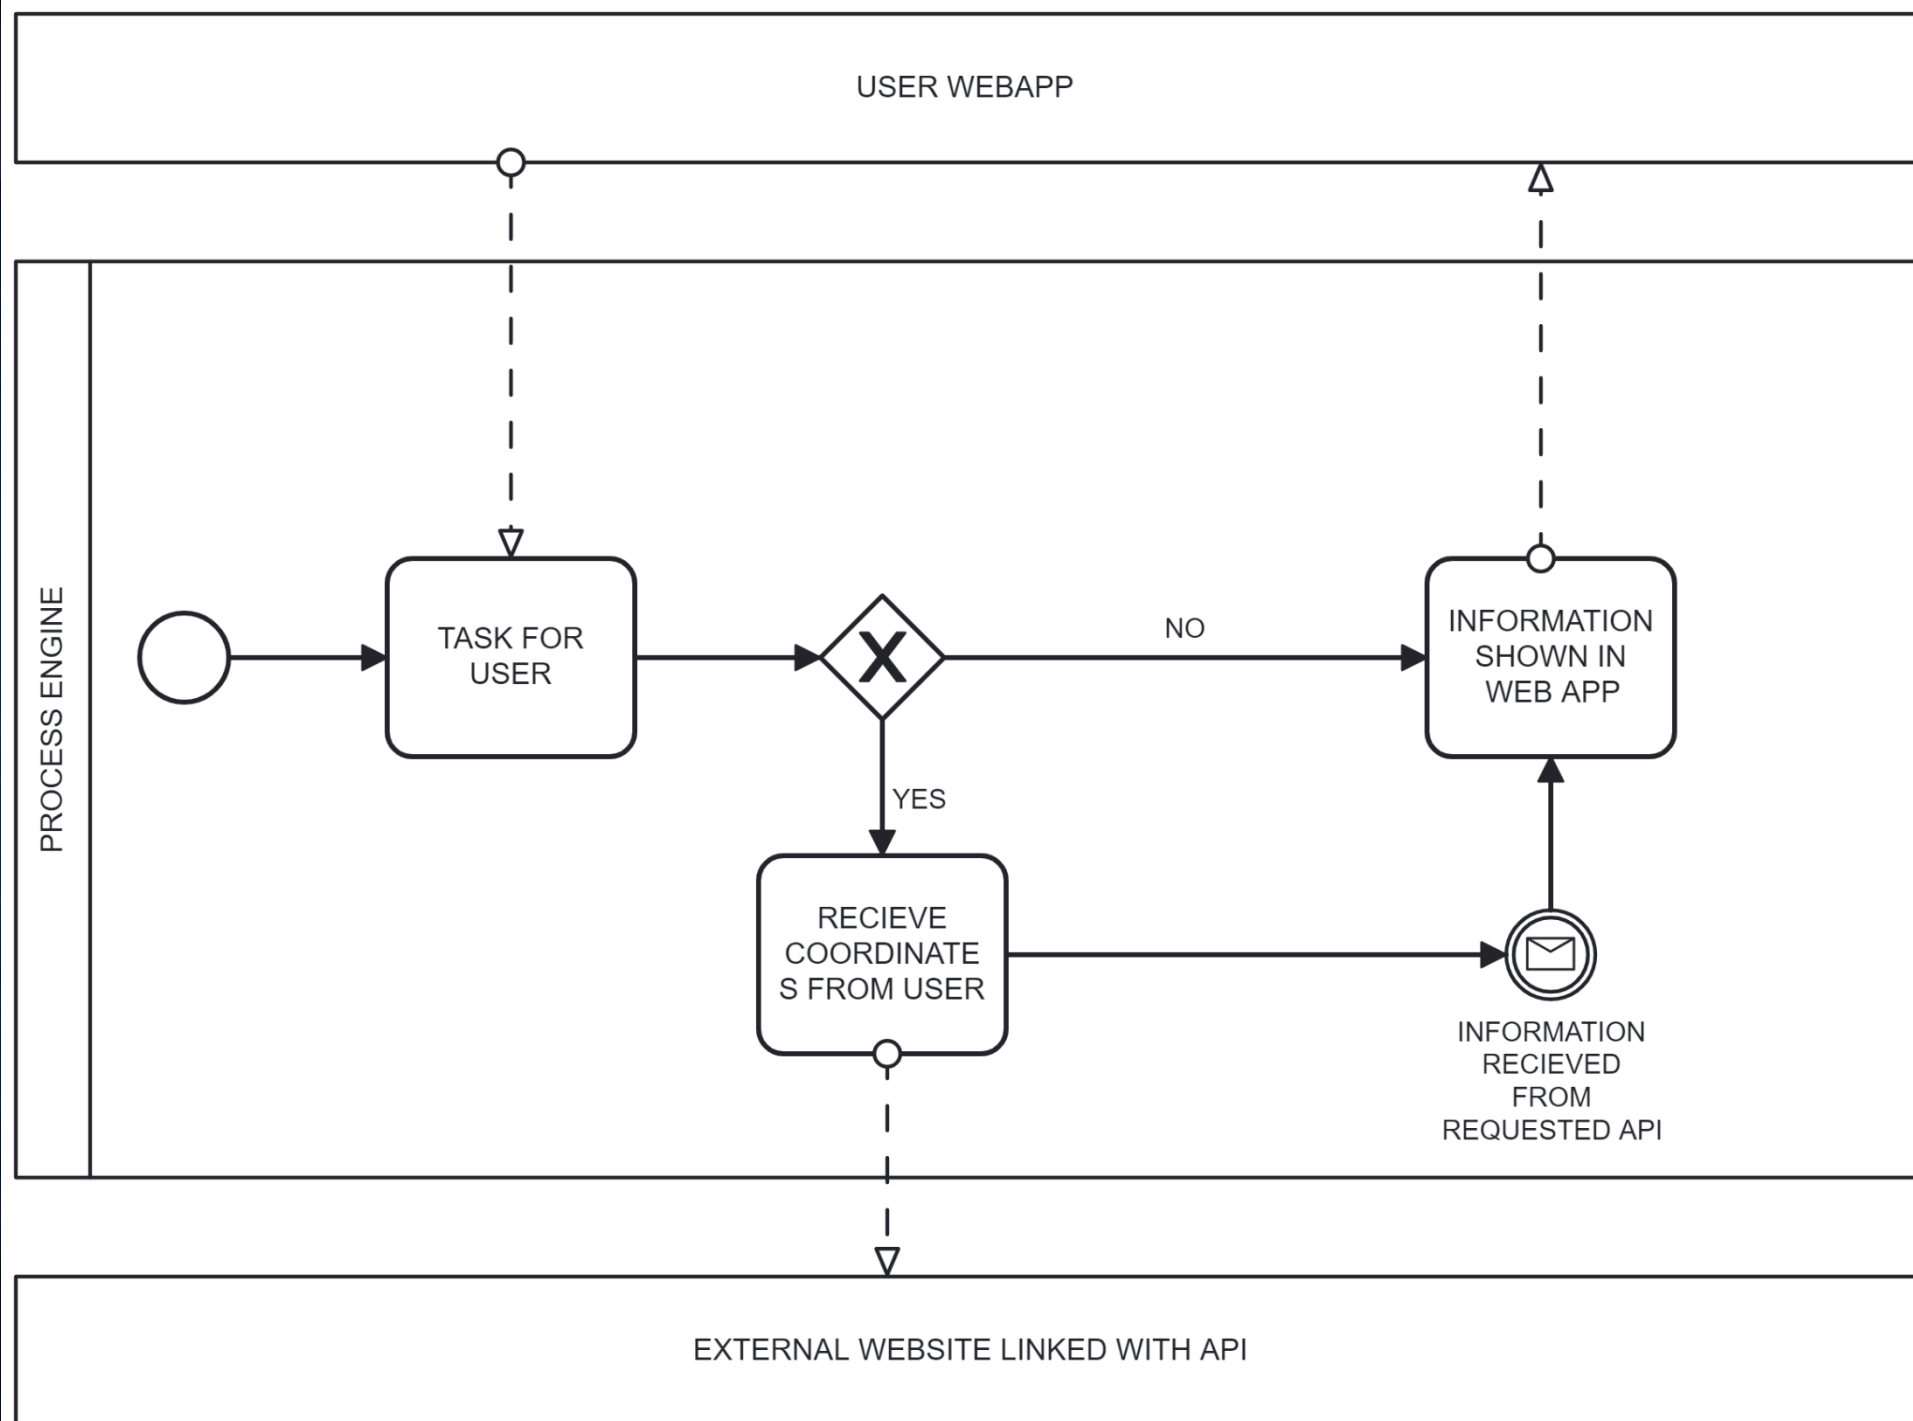 USER WEBAPP
PROCESS ENGINE
TASK FOR
USER
NO
INFORMATION
SHOWN IN
WEB APP
YES
RECIEVE
COORDINATE
S FROM USER
INFORMATION
RECIEVED
FROM
REQUESTED API
EXTERNAL WEBSITE LINKED WITH API